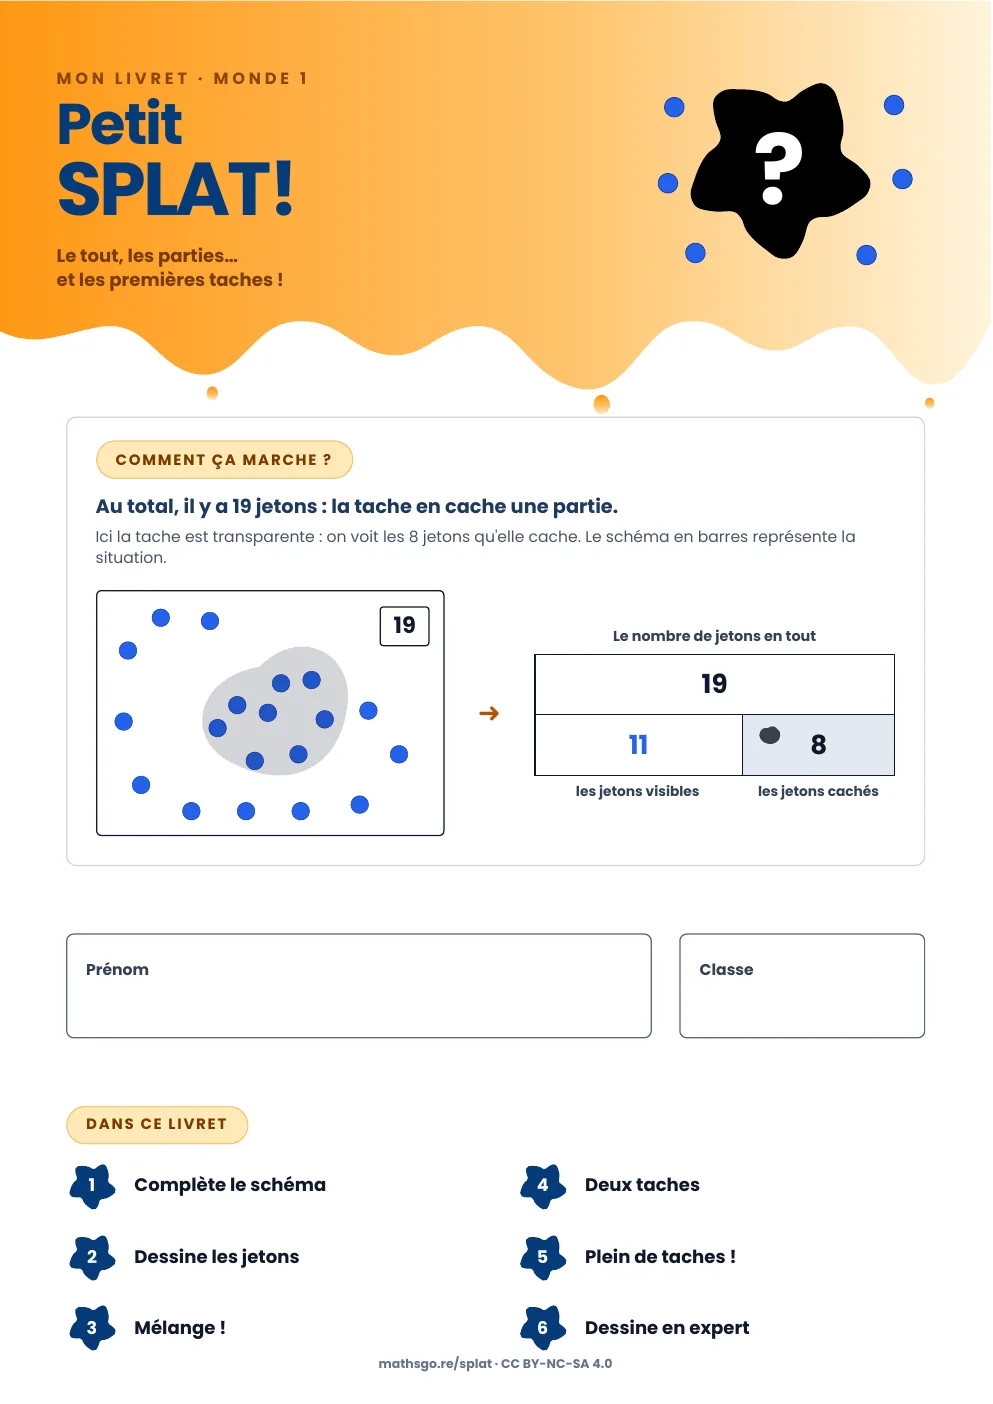 MON LIVRET · MONDE 1
Petit
SPLAT!
Le tout, les parties...
et les premières taches !
?
COMMENT ÇA MARCHE ?
Au total, il y a 19 jetons : la tache en cache une partie.
Ici la tache est transparente : on voit les 8 jetons qu'elle cache. Le schéma en barres représente la
situation.
19
➔
Le nombre de jetons en tout
19
11
8
les jetons visibles
les jetons cachés
Prénom
Classe
DANS CE LIVRET
1 Complète le schéma
2 Dessine les jetons
3 Mélange !
4 Deux taches
5 Plein de taches !
6 Dessine en expert
mathsgo.re/splat · CC BY-NC-SA 4.0